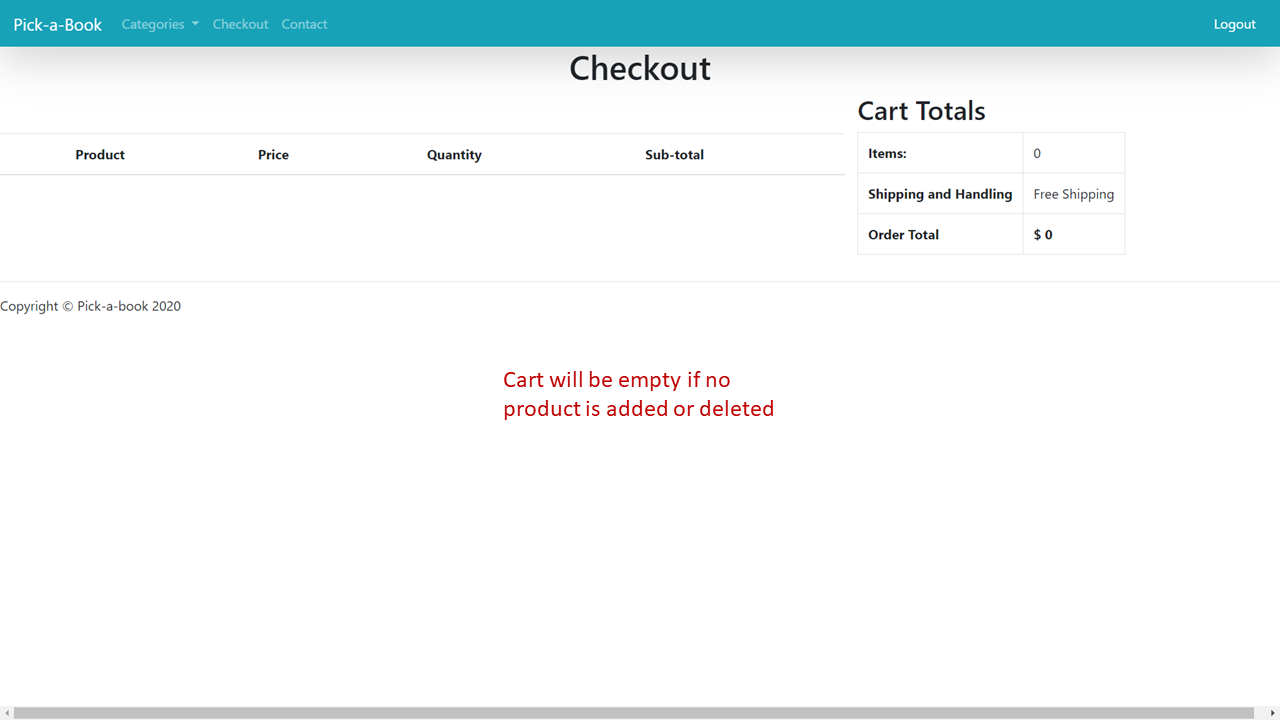 Pick-a-Book Categories Checkout Contact Logout
Checkout
Cart Totals
Product Price Quantity Sub-total
Items: 0
Shipping and Handling Free Shipping
Order Total $ 0
Copyright © Pick-a-book 2020
Cart will be empty if no
product is added or deleted